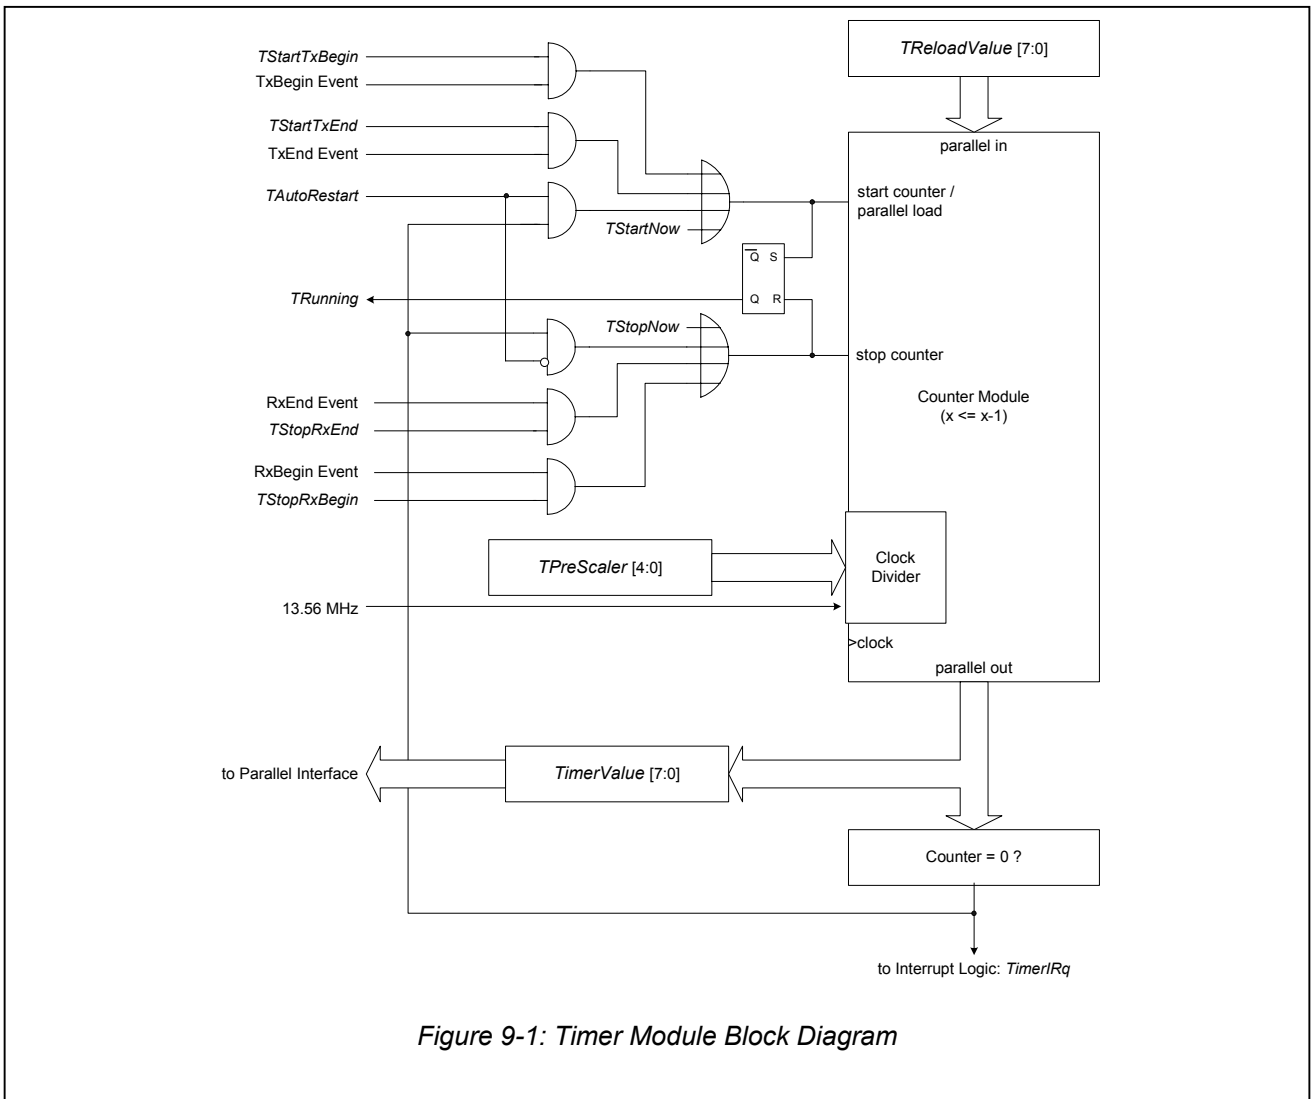 TReloadValue [7:0]
TStartTxBegin
TxBegin Event
TStartTxEnd
TxEnd Event
TAutoRestart
TStartNow
parallel in
start counter /
parallel load
Q S
Q R
TRunning
TStopNow
stop counter
Counter Module
(x <= x-1)
RxEnd Event
TStopRxEnd
RxBegin Event
TStopRxBegin
TPreScaler [4:0]
Clock
Divider
13.56 MHz
>clock
parallel out
to Parallel Interface
TimerValue [7:0]
Counter = 0 ?
to Interrupt Logic: TimerIRq
Figure 9-1: Timer Module Block Diagram